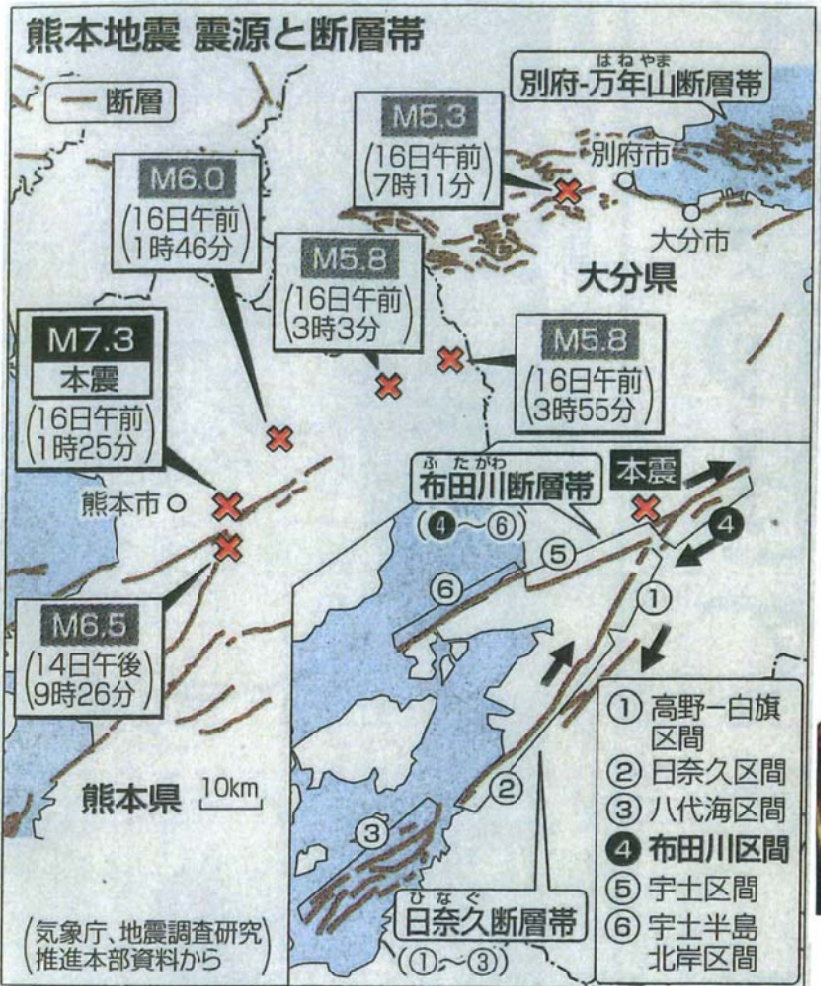 熊本地震 震源と断層帯
断層
はねやま
別府-万年山断層帯
M5.3
(16日午前
7時11分)
別府市
大分市
大分県
M6.0
(16日午前
1時46分)
M5.8
(16日午前
3時3分)
M7.3
本震
(16日午前
1時25分)
M5.8
(16日午前
3時55分)
熊本市
M6.5
(14日午後
9時26分)
熊本県
10km
ふたがわ
布田川断層帯
(❹〜⑥)
本震
❹
⑤
⑥
①
②
③
ひなぐ
日奈久断層帯
(①〜③)
① 高野ー白旗
区間
② 日奈久区間
③ 八代海区間
❹ 布田川区間
⑤ 宇土区間
⑥ 宇土半島
北岸区間
(気象庁、地震調査研究
推進本部資料から)